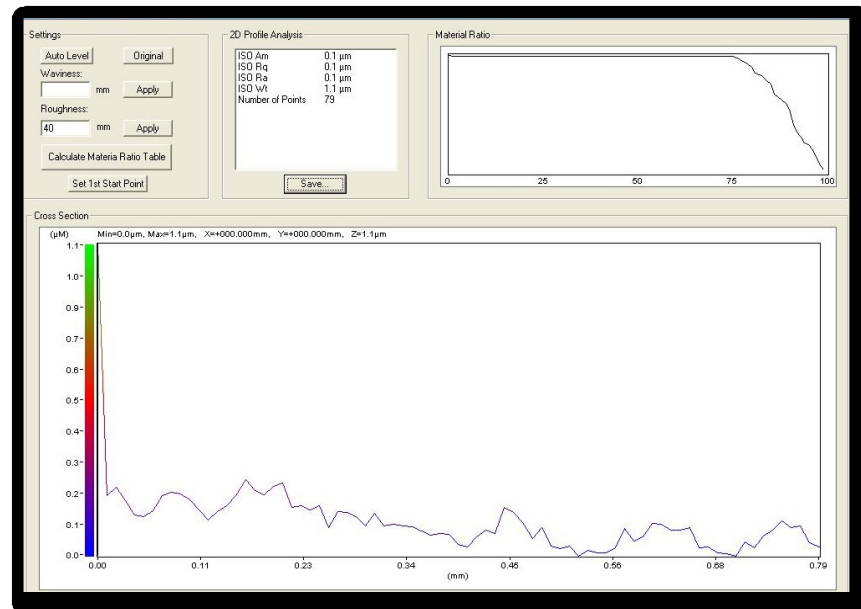 Settings
Auto Level Original
Waviness:
mm Apply
Roughness:
40 mm Apply
Calculate Materia Ratio Table
Set 1st Start Point
2D Profile Analysis
ISO Am 0.1 µm
ISO Rq 0.1 µm
ISO Ra 0.1 µm
ISO Wt 1.1 µm
Number of Points 79
Save...
Material Ratio
0 25 50 75 100
Cross Section
(µM) Min=0.0µm, Max=1.1µm, X=+000.000mm, Y=+000.000mm, Z=1.1µm
1.1
1.0
0.9
0.7
0.6
0.5
0.4
0.3
0.2
0.1
0.0
0.00 0.11 0.23 0.34 0.45 0.56 0.68 0.79
(mm)